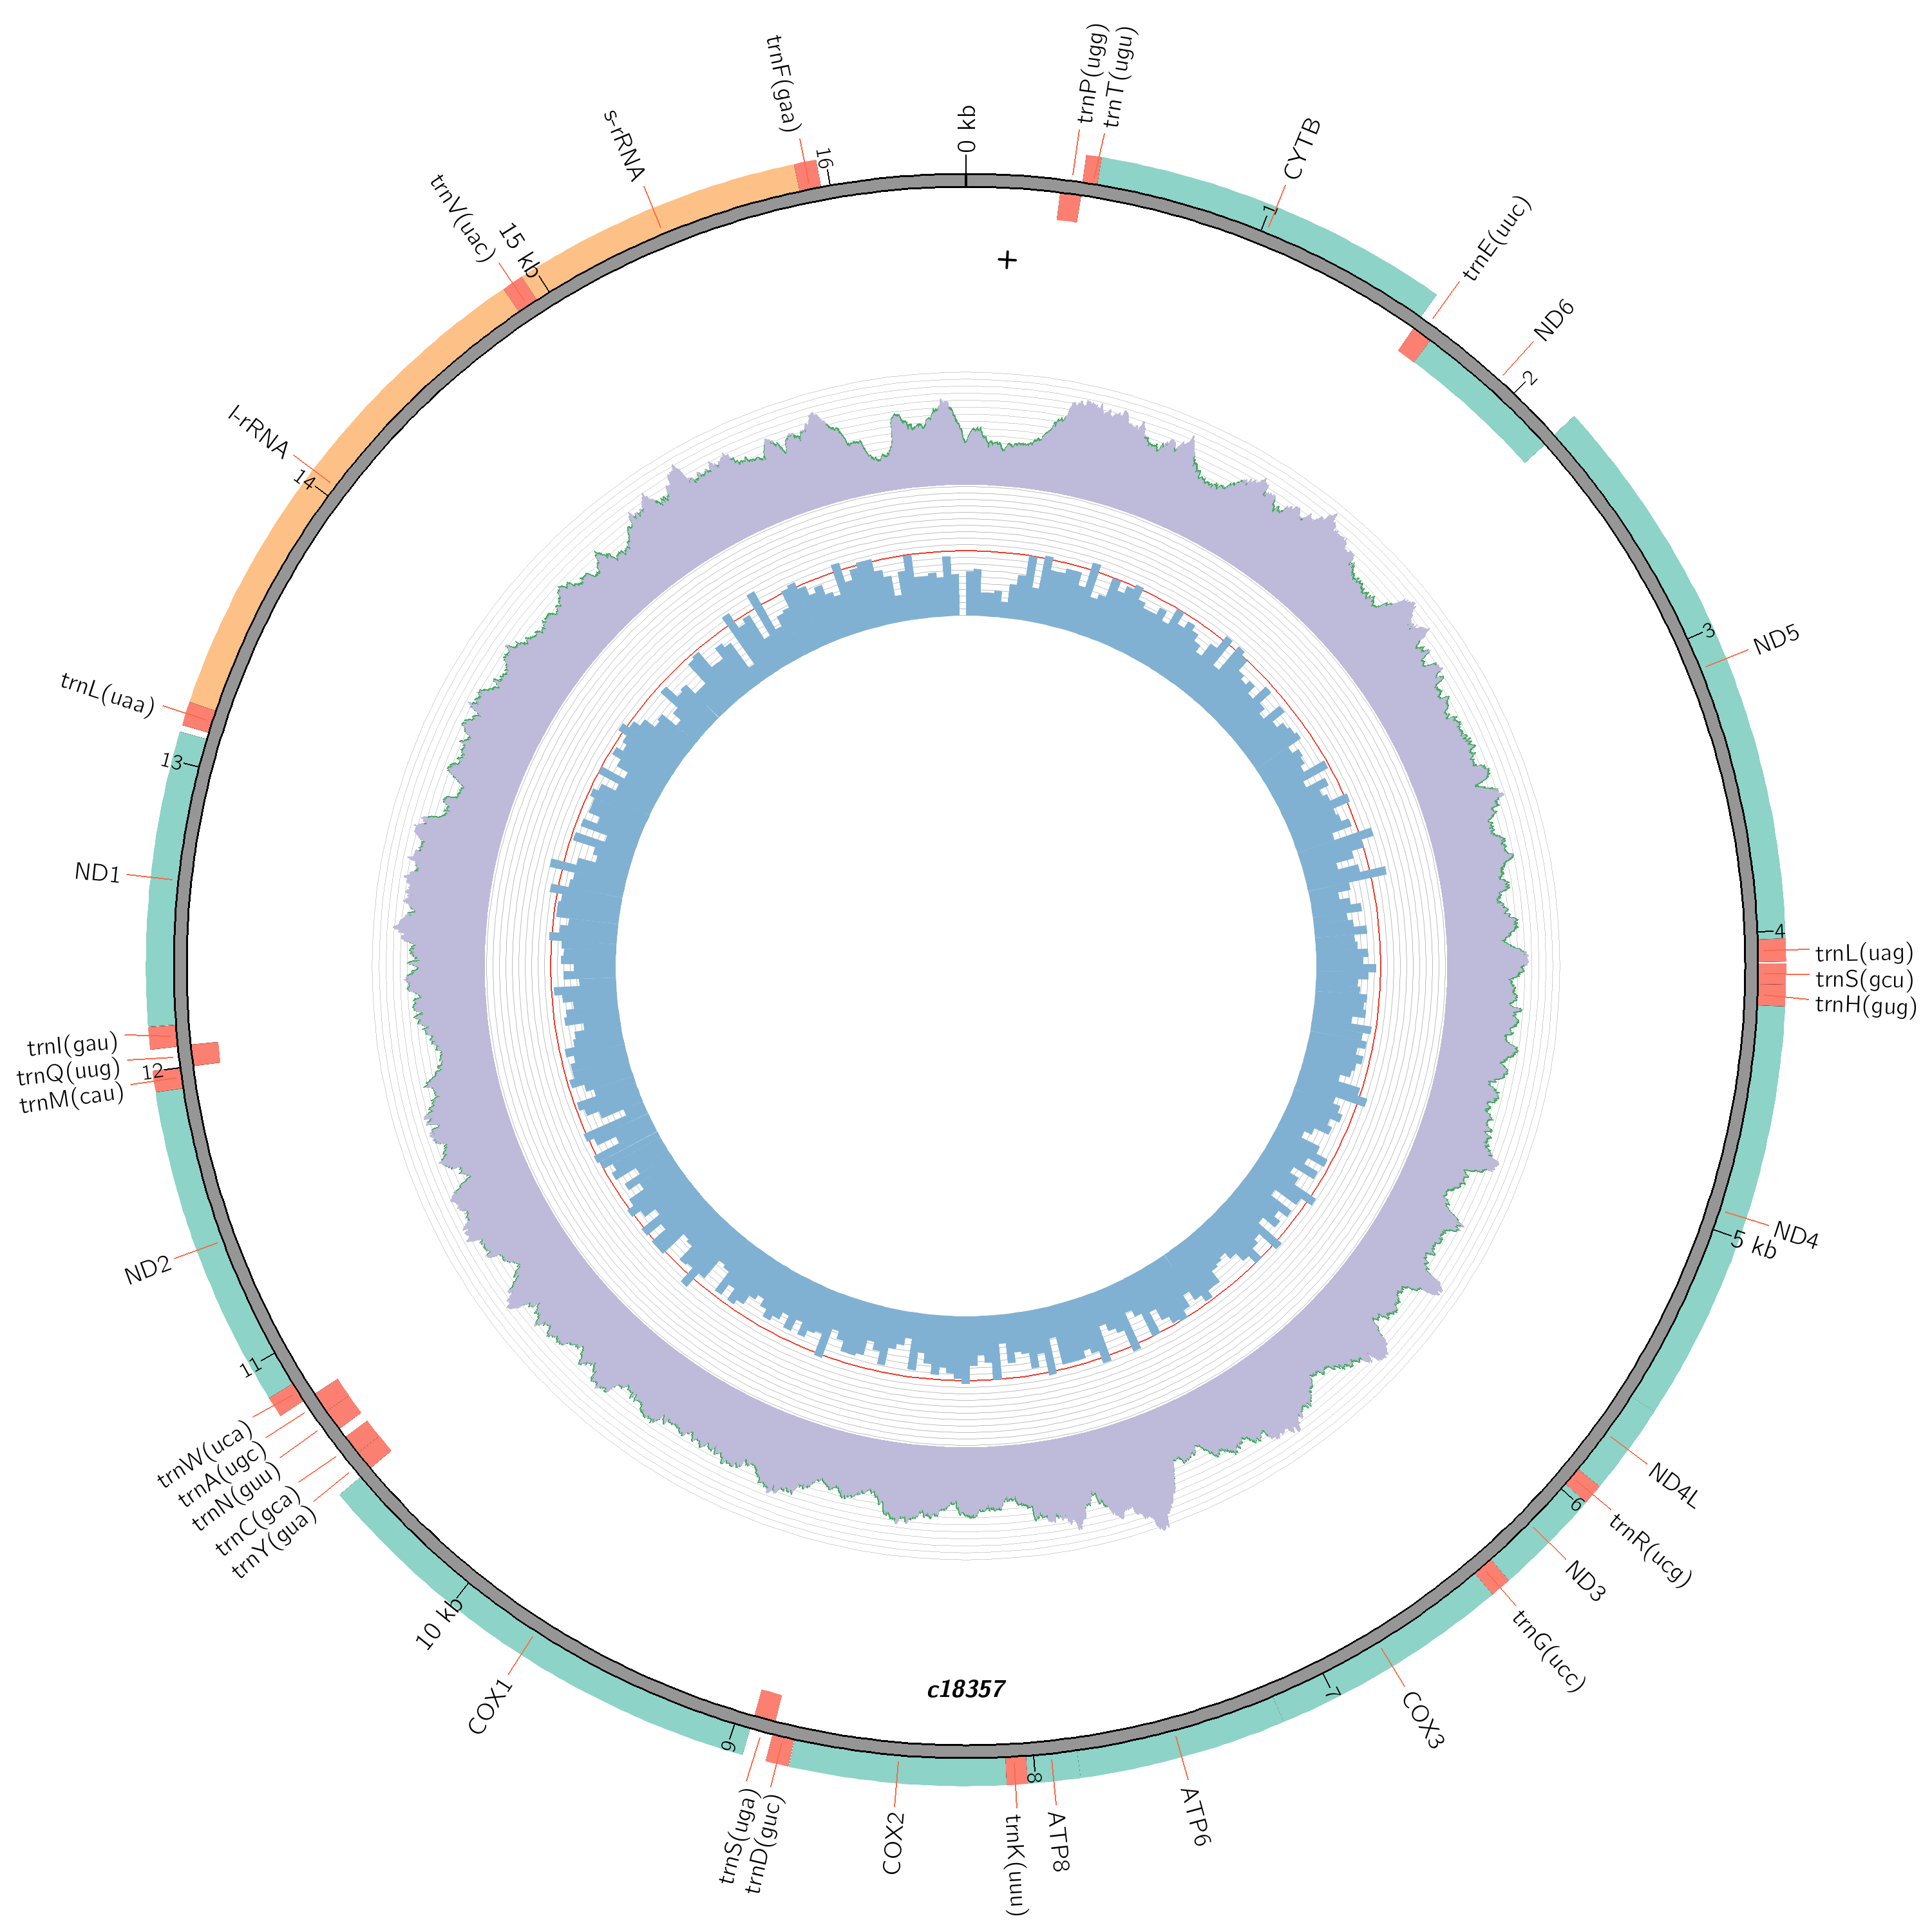 0 kb
trnP(ugg)
trnT(ugu)
CYTB
1
trnE(uuc)
ND6
2
ND5
3
4
trnL(uag)
trnS(gcu)
trnH(gug)
ND4
5 kb
ND4L
trnR(ucg)
6
ND3
trnG(ucc)
COX3
7
ATP6
ATP8
8
trnK(uuu)
COX2
trnD(guc)
trnS(uga)
9
COX1
10 kb
trnY(gua)
trnC(gca)
trnN(guu)
trnA(ugc)
trnW(uca)
11
ND2
trnM(cau)
12
trnQ(uug)
trnI(gau)
ND1
13
trnL(uaa)
14
l-rRNA
15 kb
trnV(uac)
s-rRNA
trnF(gaa)
16
+
c18357